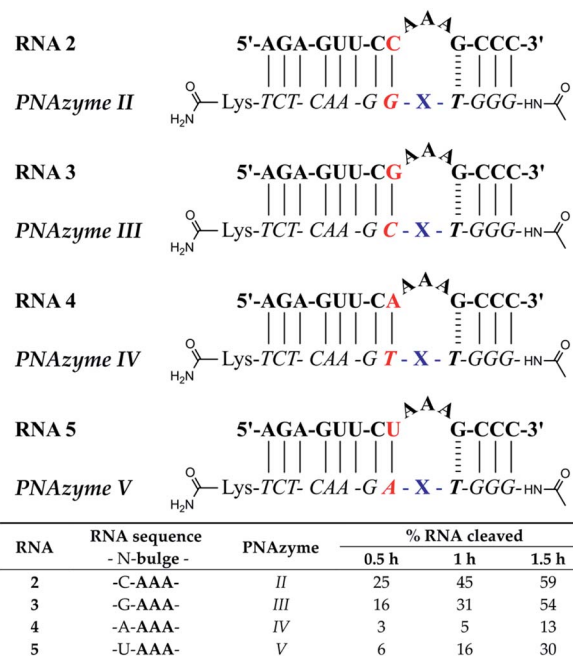 RNA 2 5'-AGA-GUU-CC A A A G-CCC-3'
PNAzyme II H₂N O Lys-TCT- CAA -G G - X - T-GGG-HN O
RNA 3 5'-AGA-GUU-CG A A A G-CCC-3'
PNAzyme III H₂N O Lys-TCT- CAA -G C - X - T-GGG-HN O
RNA 4 5'-AGA-GUU-CA A A A G-CCC-3'
PNAzyme IV H₂N O Lys-TCT- CAA -G T - X - T-GGG-HN O
RNA 5 5'-AGA-GUU-CU A A A G-CCC-3'
PNAzyme V H₂N O Lys-TCT- CAA -G A - X - T-GGG-HN O
RNA RNA sequence - N-bulge - PNAzyme % RNA cleaved
0.5 h 1 h 1.5 h
2 -C-AAA- II 25 45 59
3 -G-AAA- III 16 31 54
4 -A-AAA- IV 3 5 13
5 -U-AAA- V 6 16 30